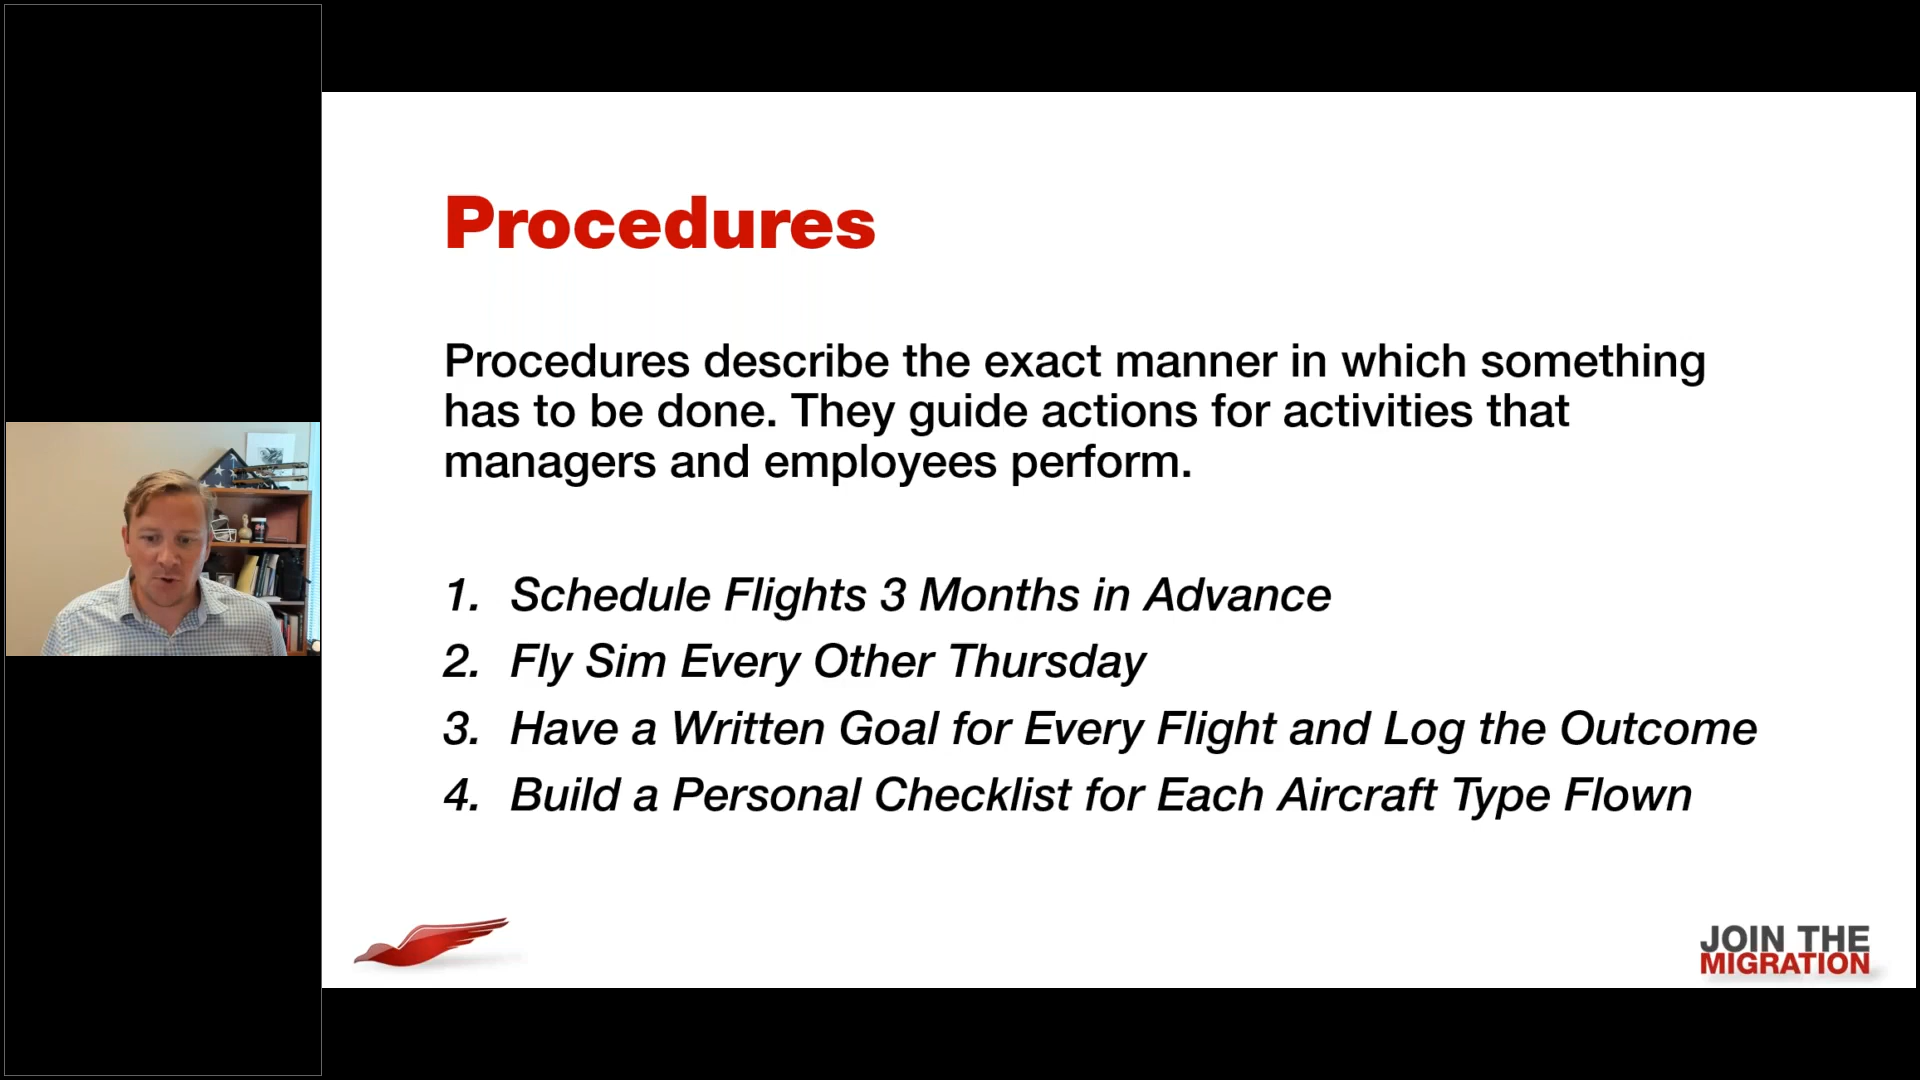 Procedures
Procedures describe the exact manner in which something
has to be done. They guide actions for activities that
managers and employees perform.
1. Schedule Flights 3 Months in Advance
2. Fly Sim Every Other Thursday
3. Have a Written Goal for Every Flight and Log the Outcome
4. Build a Personal Checklist for Each Aircraft Type Flown
JOIN THE
MIGRATION